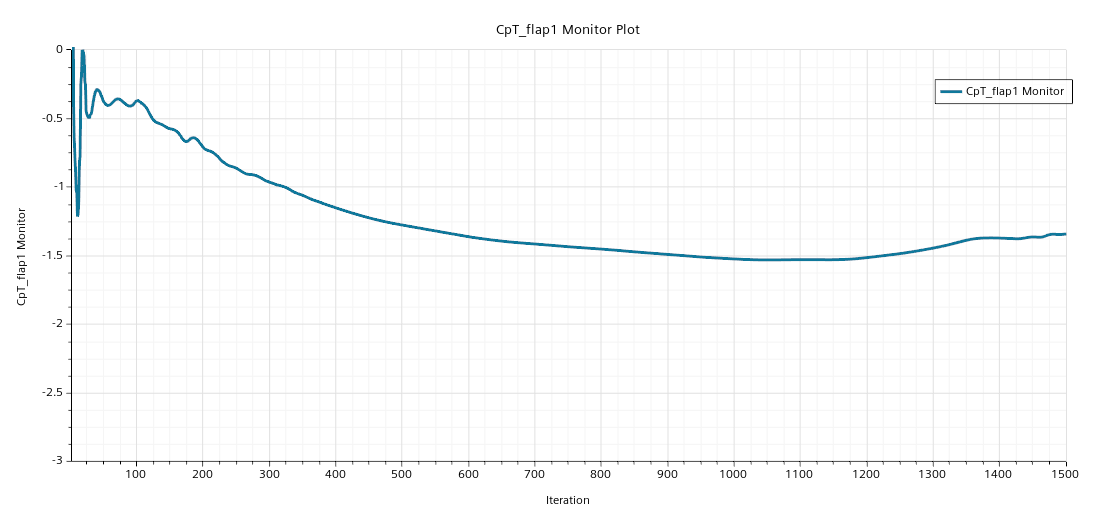 CpT_flap1 Monitor Plot
CpT_flap1 Monitor
CpT_flap1 Monitor
0
-0.5
-1
-1.5
-2
-2.5
-3
100 200 300 400 500 600 700 800 900 1000 1100 1200 1300 1400 1500
Iteration